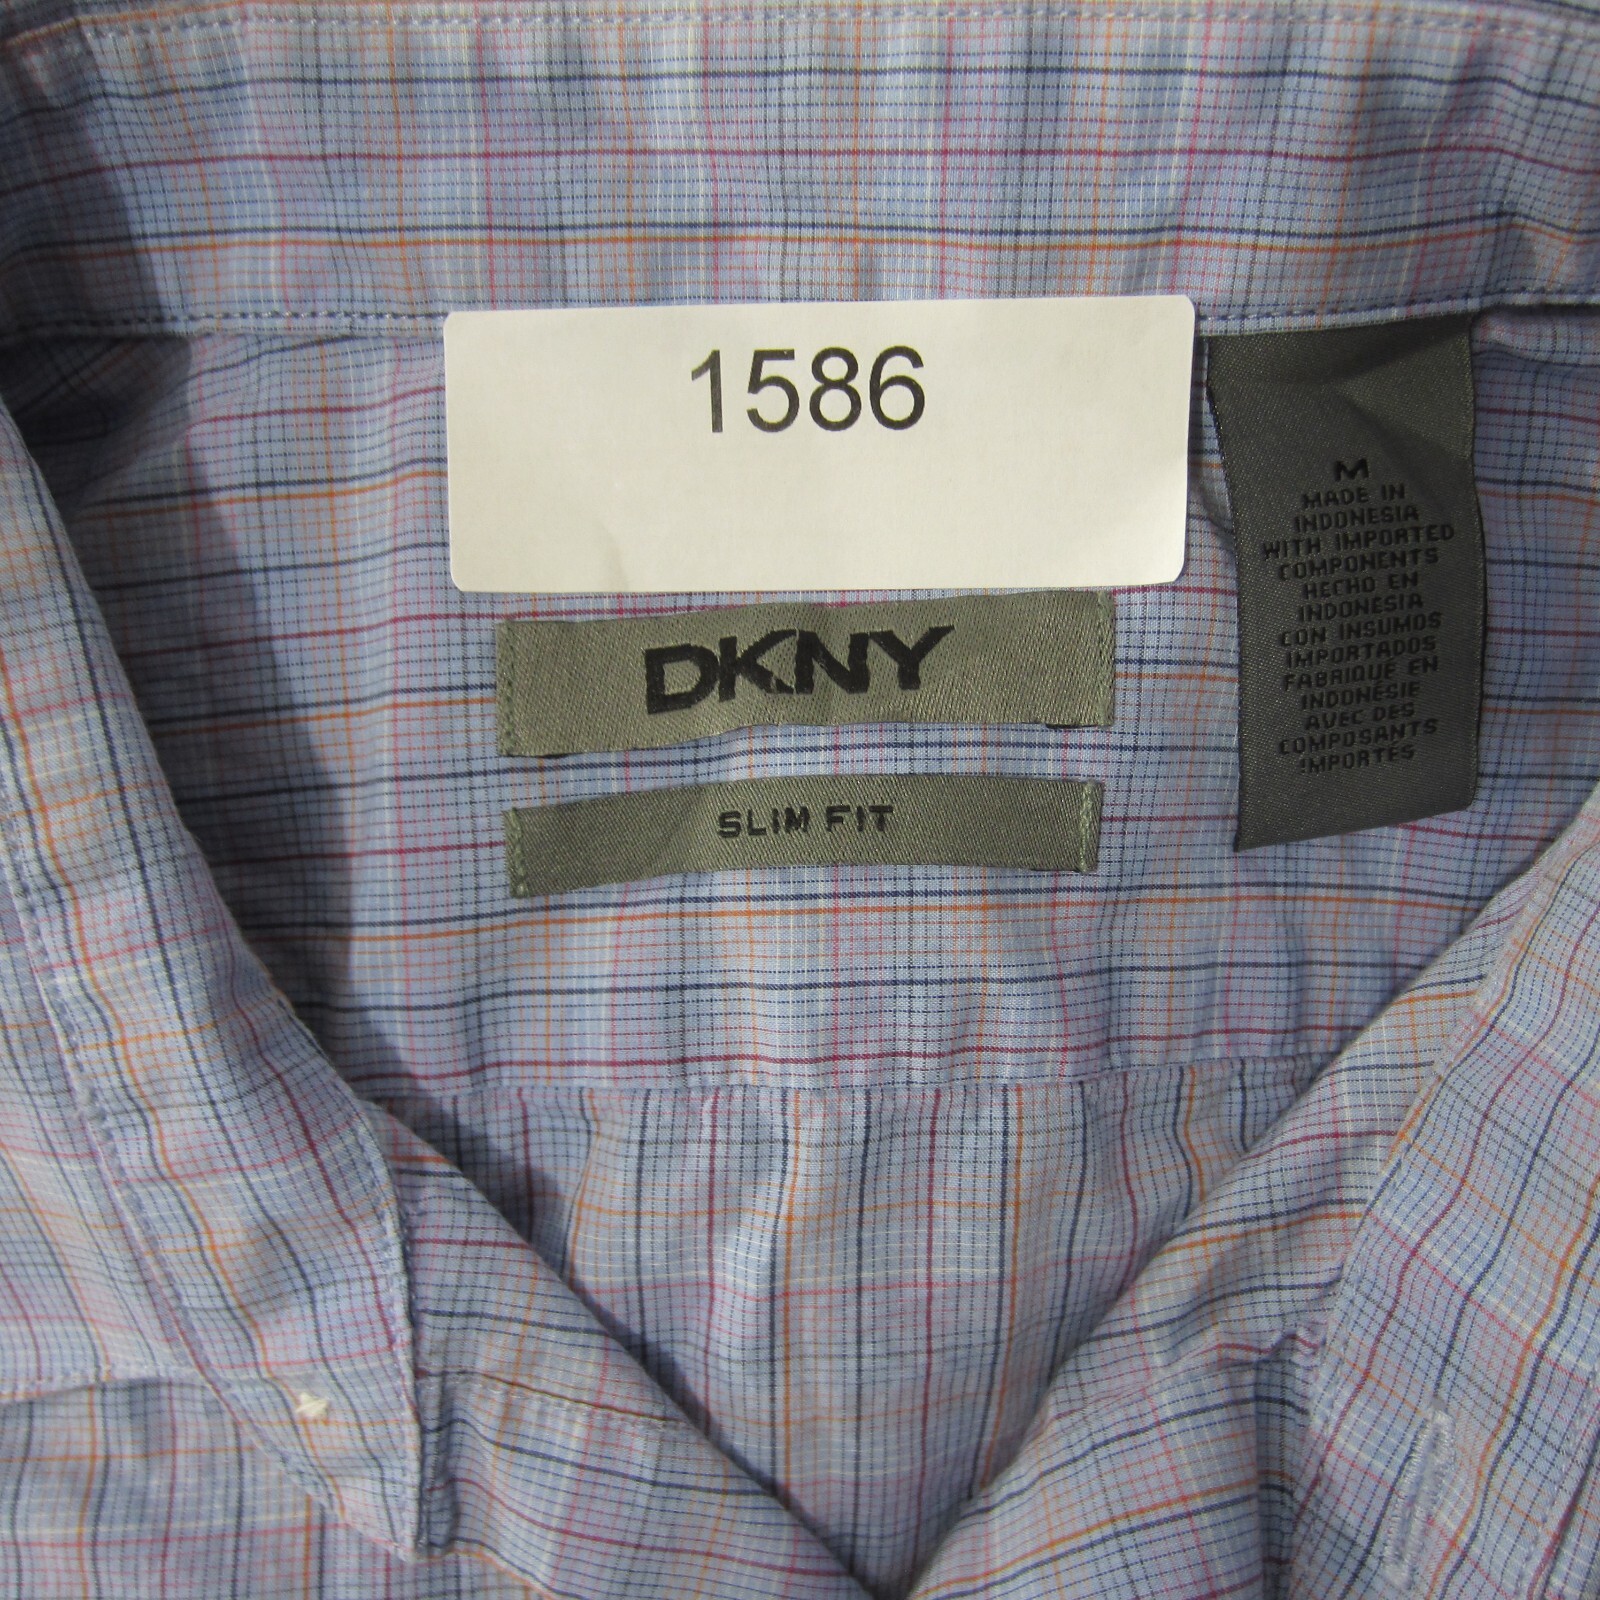 1586
DKNY
SLIM FIT
M
MADE IN
INDONESIA
WITH IMPORTED
COMPONENTS
HECHO EN
INDONESIA
CON INSUMOS
IMPORTADOS
FABRIQUE EN
INDONÉSIE
AVEC DES
COMPOSANTS
IMPORTÉS